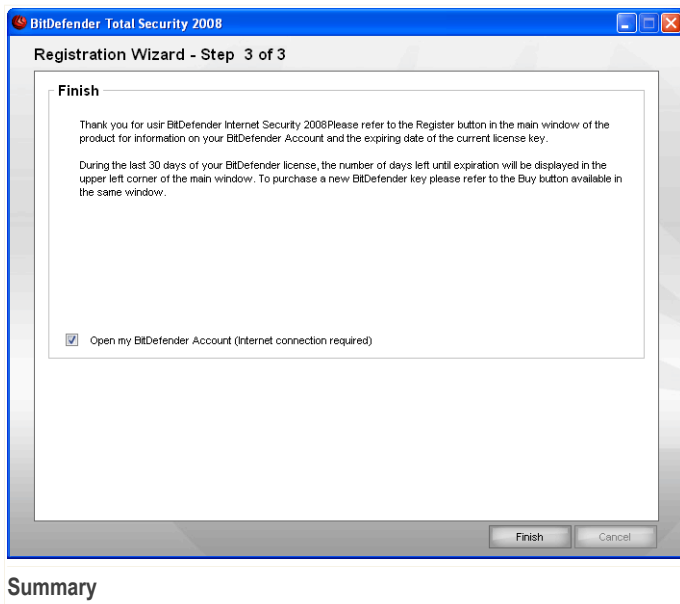 BitDefender Total Security 2008
Registration Wizard - Step 3 of 3
Finish
Thank you for usir BitDefender Internet Security 2008Please refer to the Register button in the main window of the
product for information on your BitDefender Account and the expiring date of the current license key.
During the last 30 days of your BitDefender license, the number of days left until expiration will be displayed in the
upper left corner of the main window. To purchase a new BitDefender key please refer to the Buy button available in
the same window.
Open my BitDefender Account (Internet connection required)
Finish
Cancel
Summary